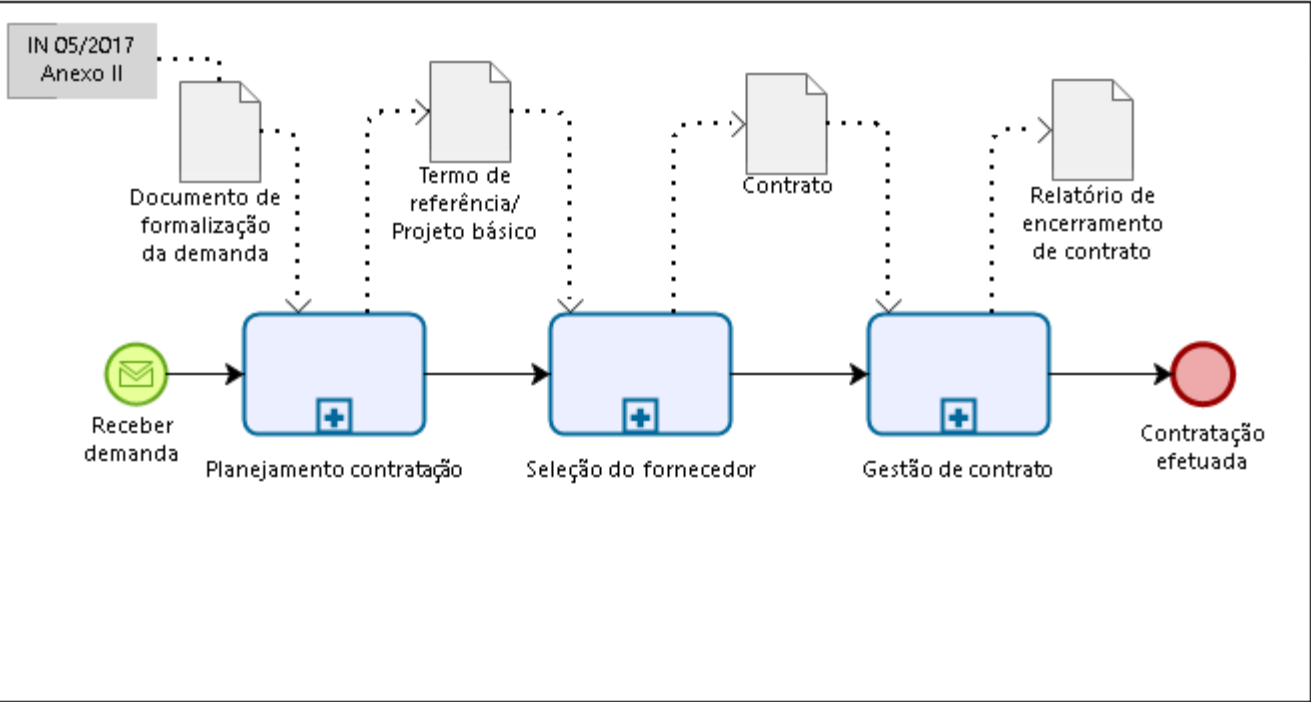 IN 05/2017
Anexo II
Documento de
formalização
da demanda
Termo de
referência/
Projeto básico
Contrato
Relatório de
encerramento
de contrato
Receber
demanda
Planejamento contratação
Seleção do fornecedor
Gestão de contrato
Contratação
efetuada